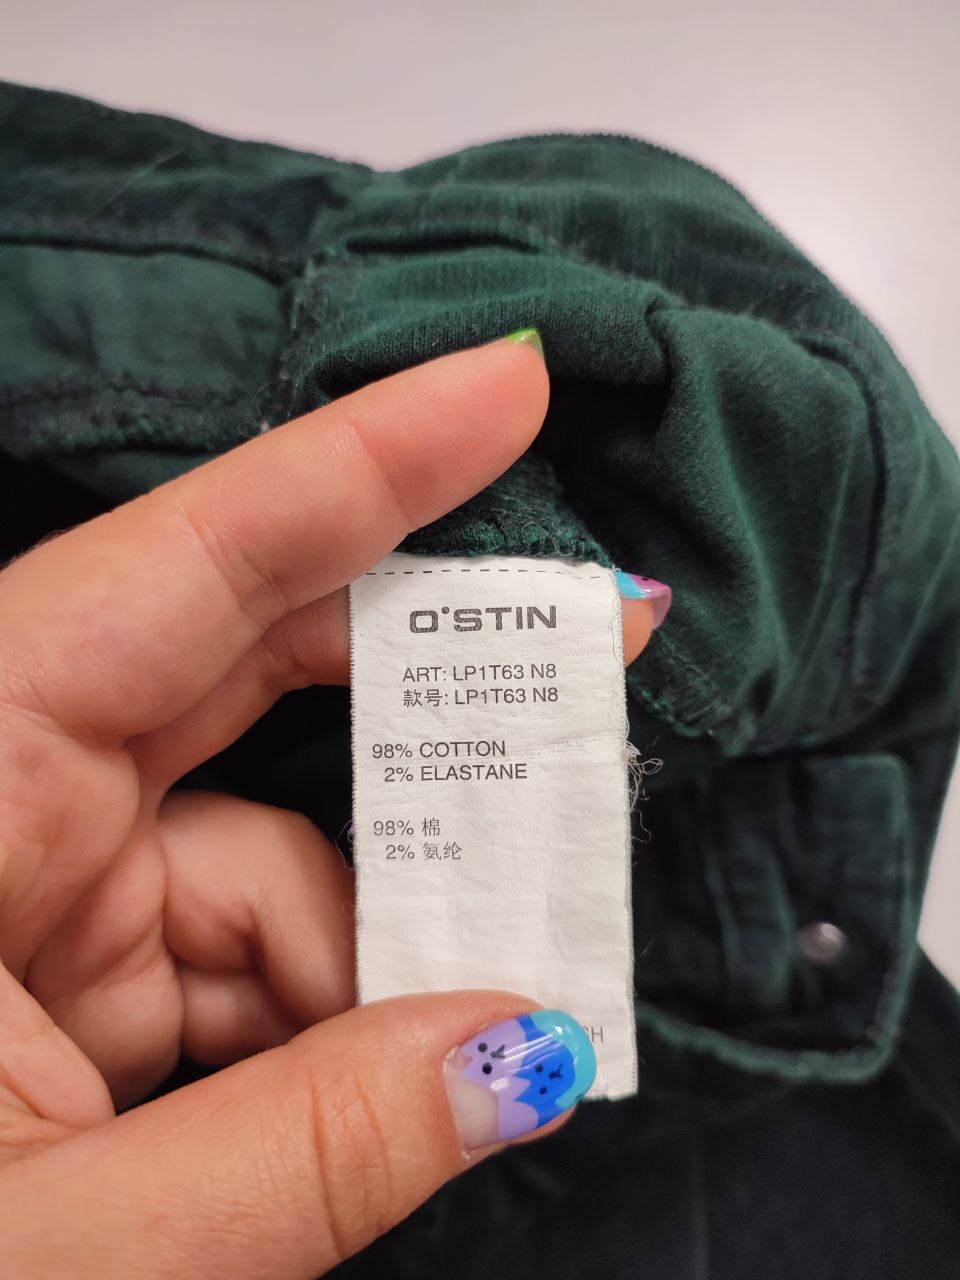 O'STIN
ART: LP1T63 N8
款号: LP1T63 N8
98% COTTON
2% ELASTANE
98% 棉
2% 氨纶